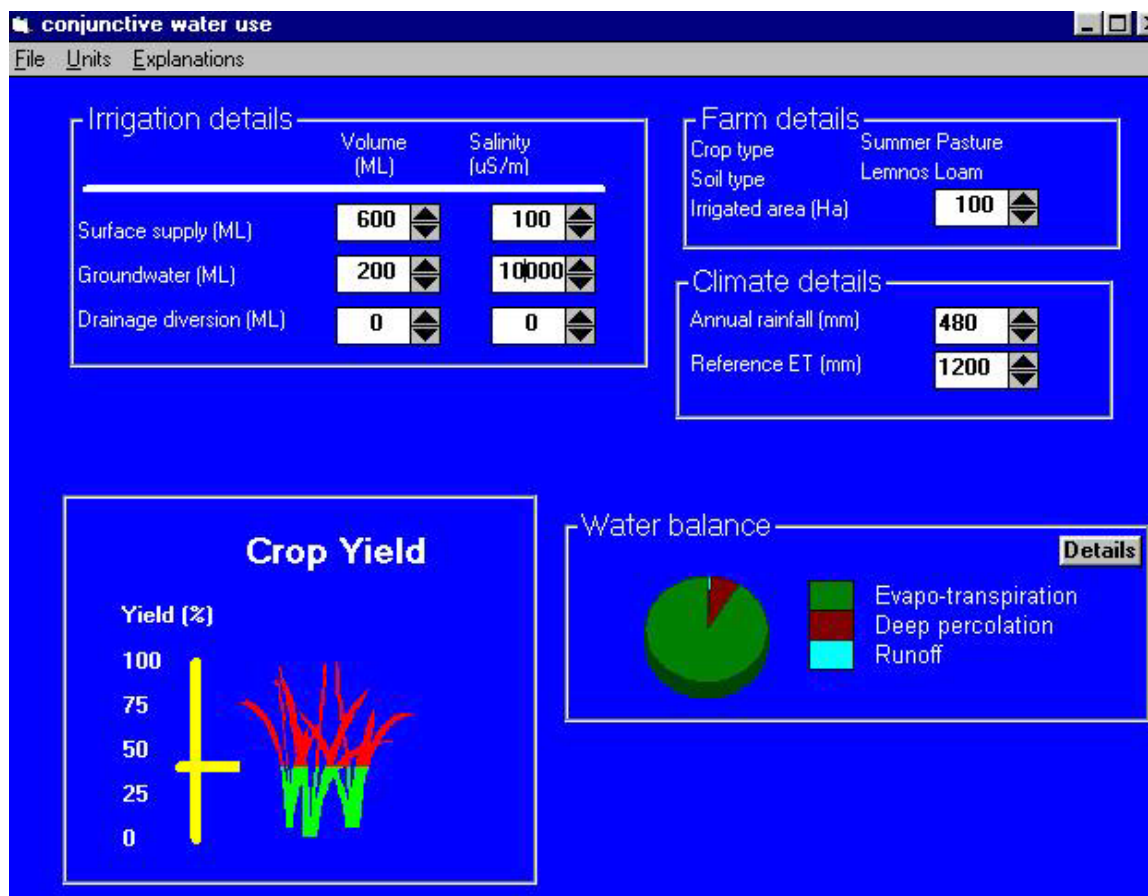 conjunctive water use
File Units Explanations
Irrigation details
Volume (ML)
Salinity (uS/m)
Surface supply (ML) 600 100
Groundwater (ML) 200 10000
Drainage diversion (ML) 0 0
Farm details
Crop type Summer Pasture
Soil type Lemnos Loam
Irrigated area (Ha) 100
Climate details
Annual rainfall (mm) 480
Reference ET (mm) 1200
Crop Yield
Yield (%)
100
75
50
25
0
Water balance
Details
Evapo-transpiration
Deep percolation
Runoff